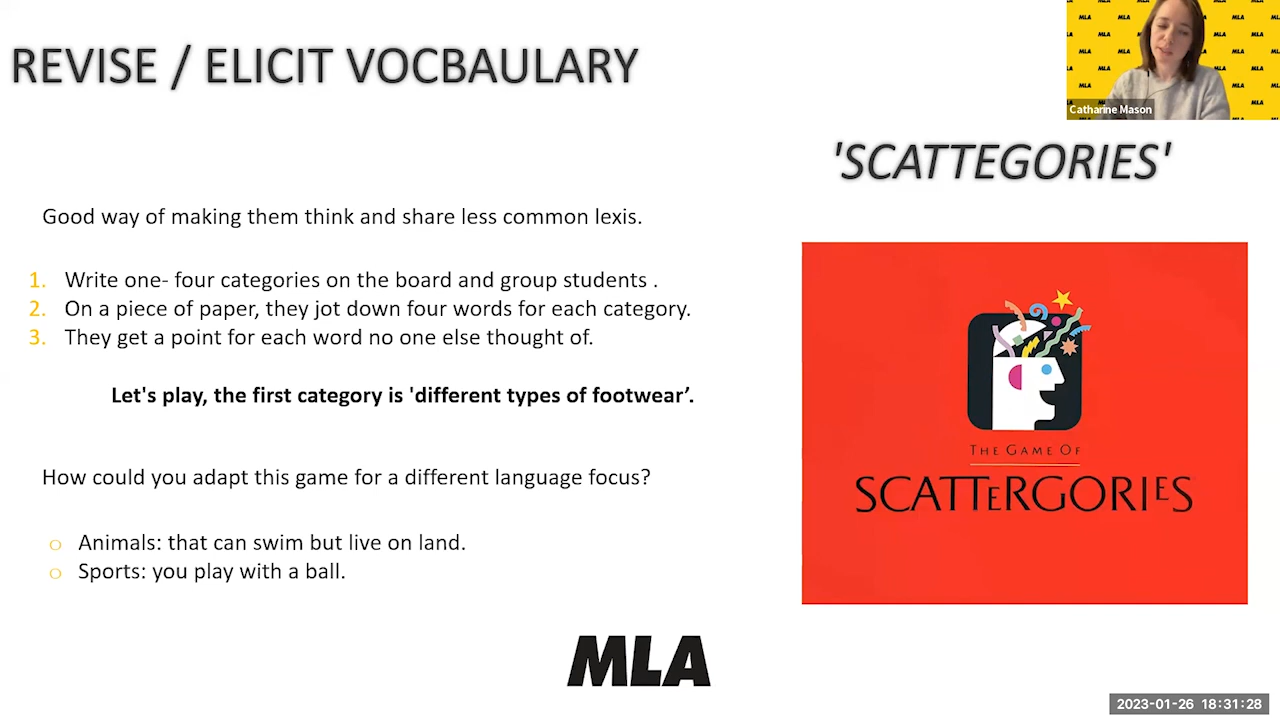 REVISE / ELICIT VOCBAULARY
Catharine Mason
'SCATTEGORIES'
Good way of making them think and share less common lexis.
1. Write one- four categories on the board and group students .
2. On a piece of paper, they jot down four words for each category.
3. They get a point for each word no one else thought of.
Let's play, the first category is 'different types of footwear’.
How could you adapt this game for a different language focus?
o Animals: that can swim but live on land.
o Sports: you play with a ball.
THE GAME OF
SCATTERGORIES
MLA
2023-01-26 18:31:28